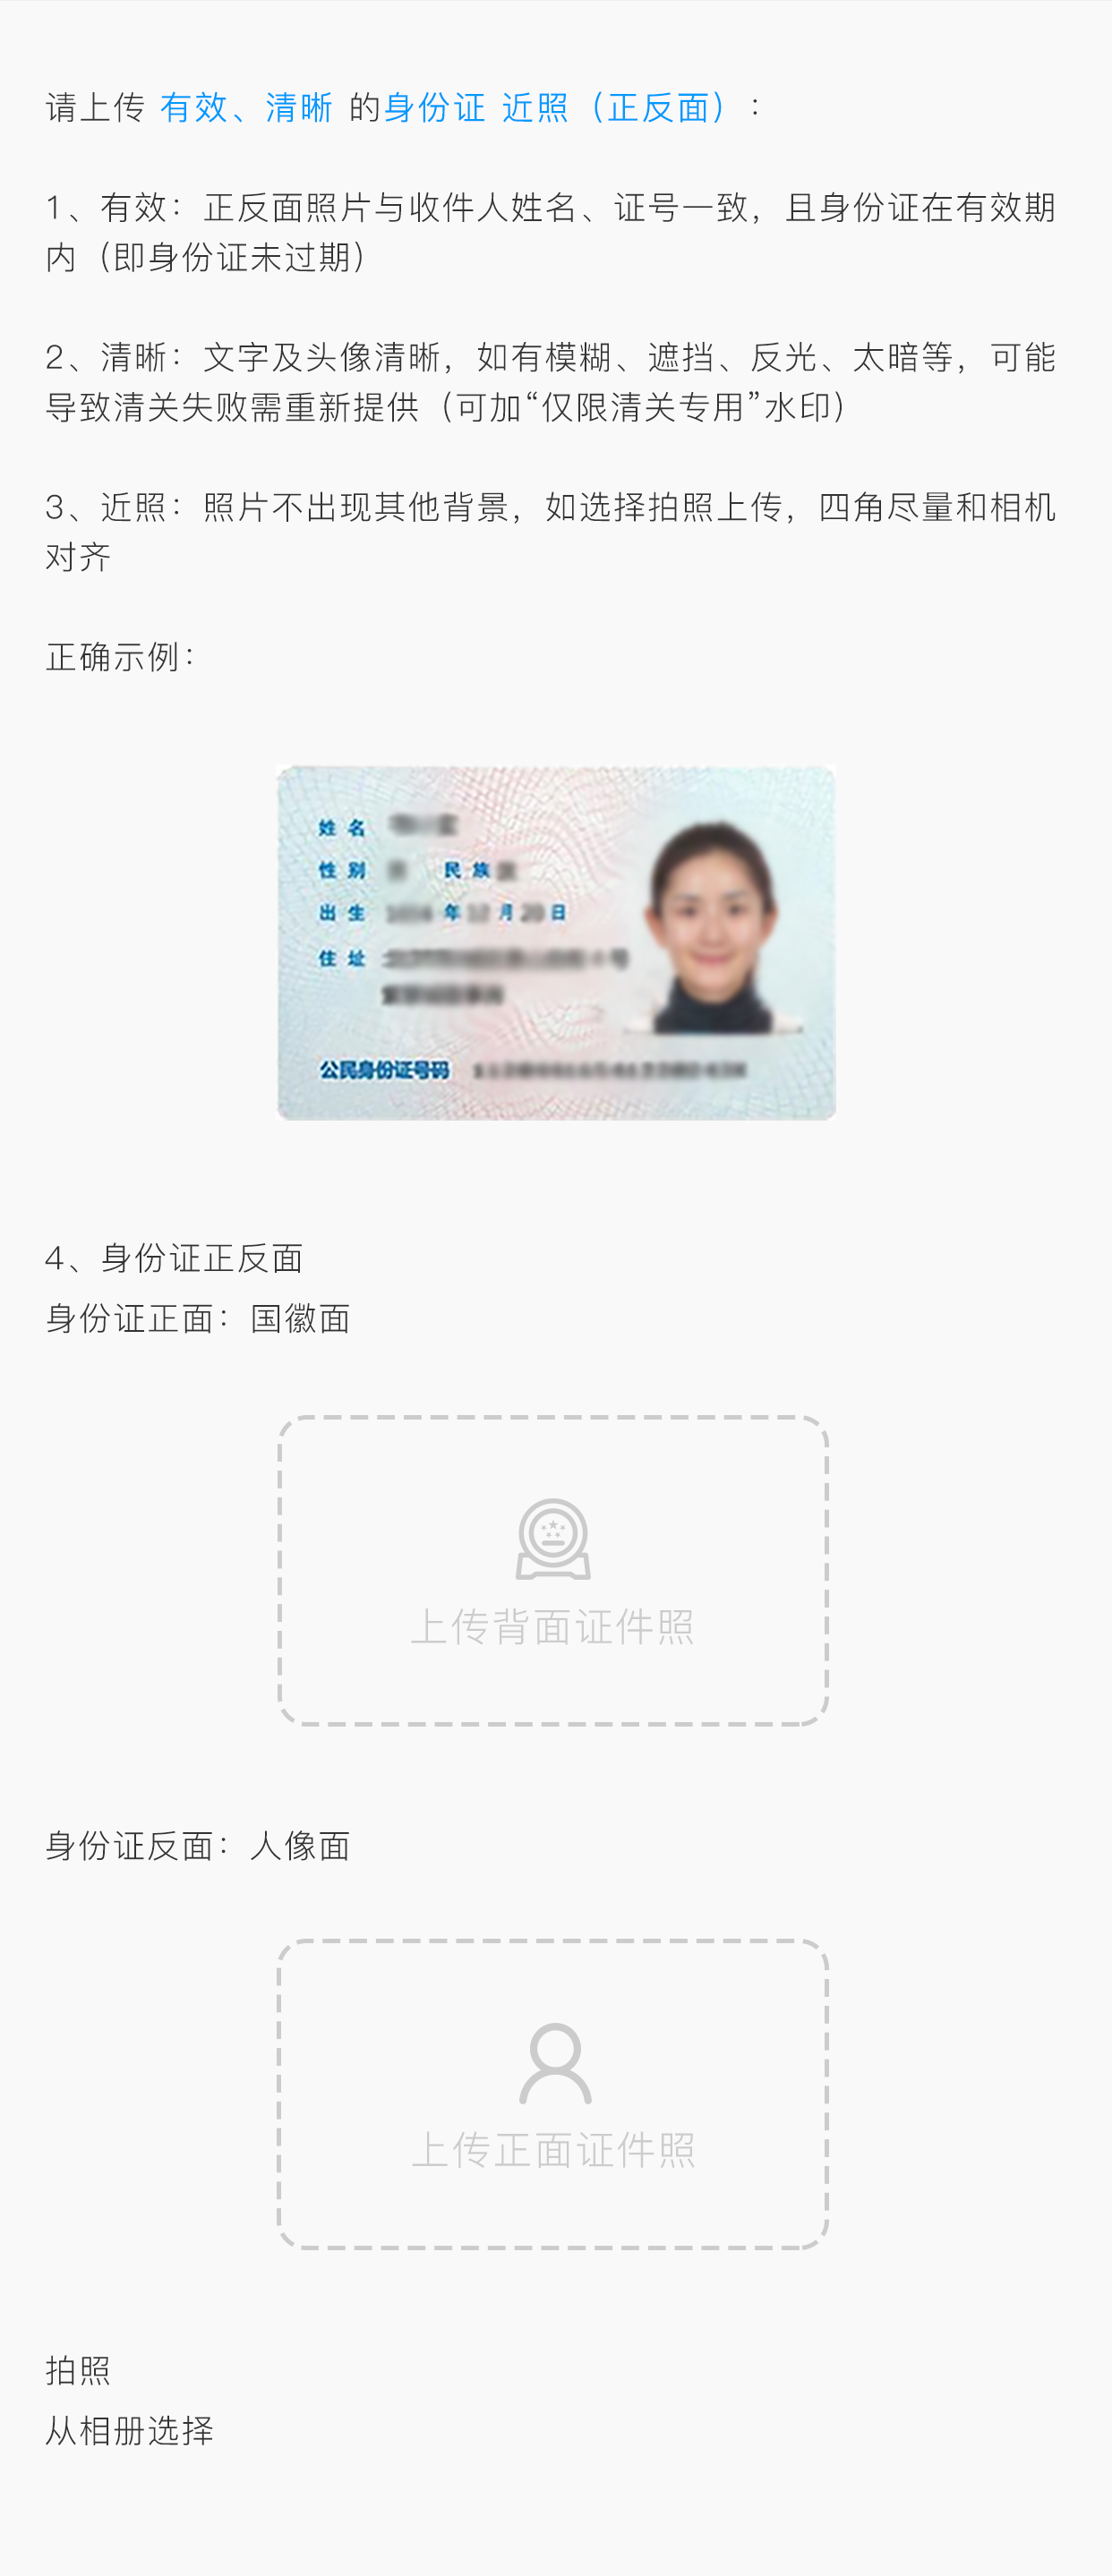 请上传 有效、清晰 的身份证 近照（正反面）：
1、有效：正反面照片与收件人姓名、证号一致，且身份证在有效期
内（即身份证未过期）
2、清晰：文字及头像清晰，如有模糊、遮挡、反光、太暗等，可能
导致清关失败需重新提供（可加“仅限清关专用”水印）
3、近照：照片不出现其他背景，如选择拍照上传，四角尽量和相机
对齐
正确示例：
姓 名
性 别 民 族
出 生 年 12 月 20 日
住 址 号
公民身份证号码
4、身份证正反面
身份证正面：国徽面
上传背面证件照
身份证反面：人像面
上传正面证件照
拍照
从相册选择